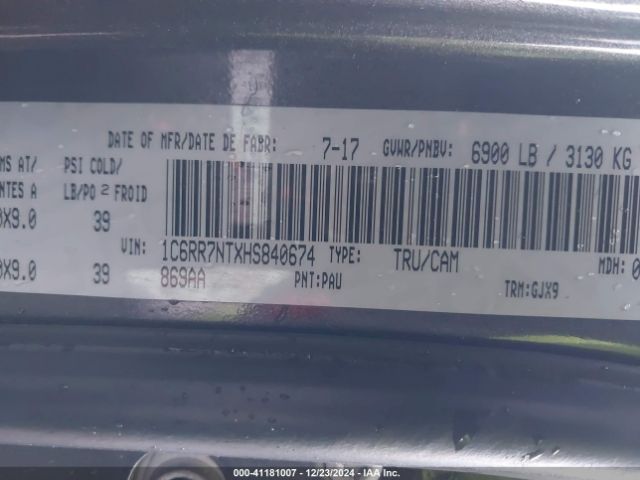 DATE OF MFR/DATE DE FABR: 7-17 GVWR/PNBV: 6900 LB / 3130 KG
MS AT/ PSI COLD/
NTES A LB/PO 2 FROID
0X9.0 39
VIN: 1C6RR7NTXHS840674 TYPE: TRU/CAM MDH: 0
0X9.0 39 869AA PNT:PAU TRM:GJX9
000-41181007 - 12/23/2024 - IAA Inc.